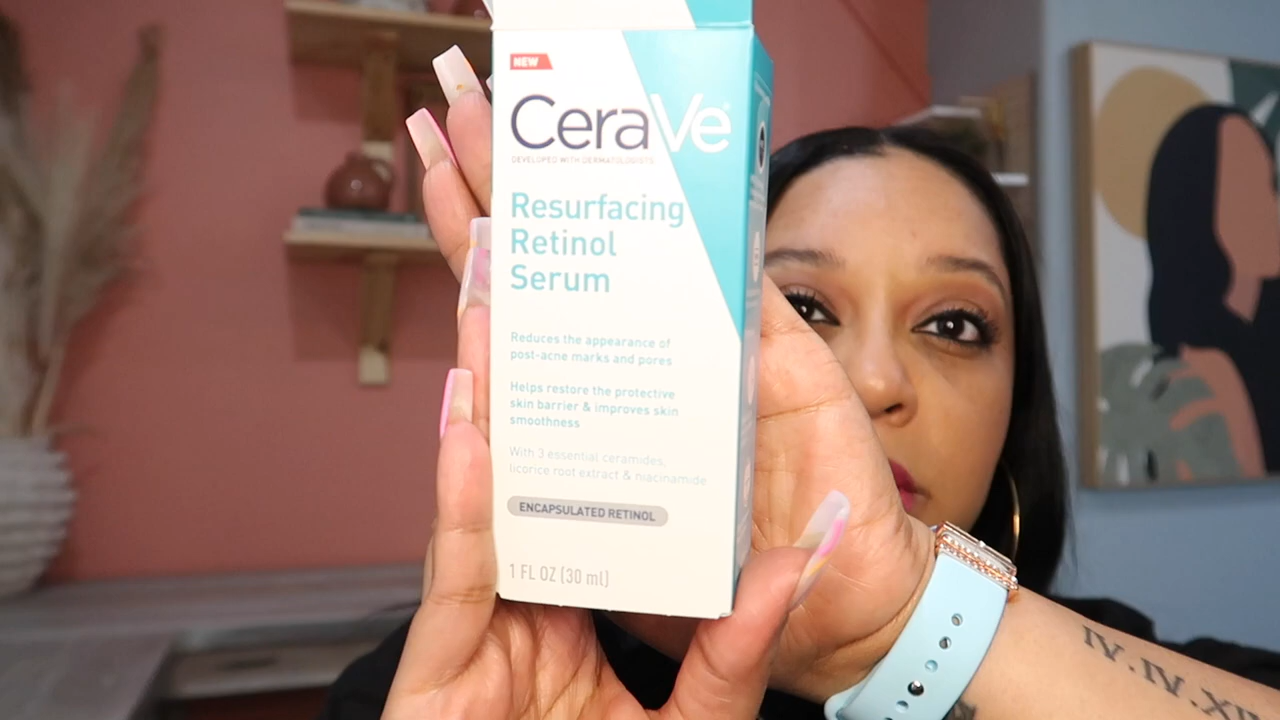 NEW
CeraVe
DEVELOPED WITH DERMATOLOGISTS
Resurfacing
Retinol
Serum
Reduces the appearance of
post-acne marks and pores
Helps restore the protective
skin barrier & improves skin
smoothness
With 3 essential ceramides,
licorice root extract & niacinamide
ENCAPSULATED RETINOL
1 FL OZ (30 ml)
IV.IV.XII